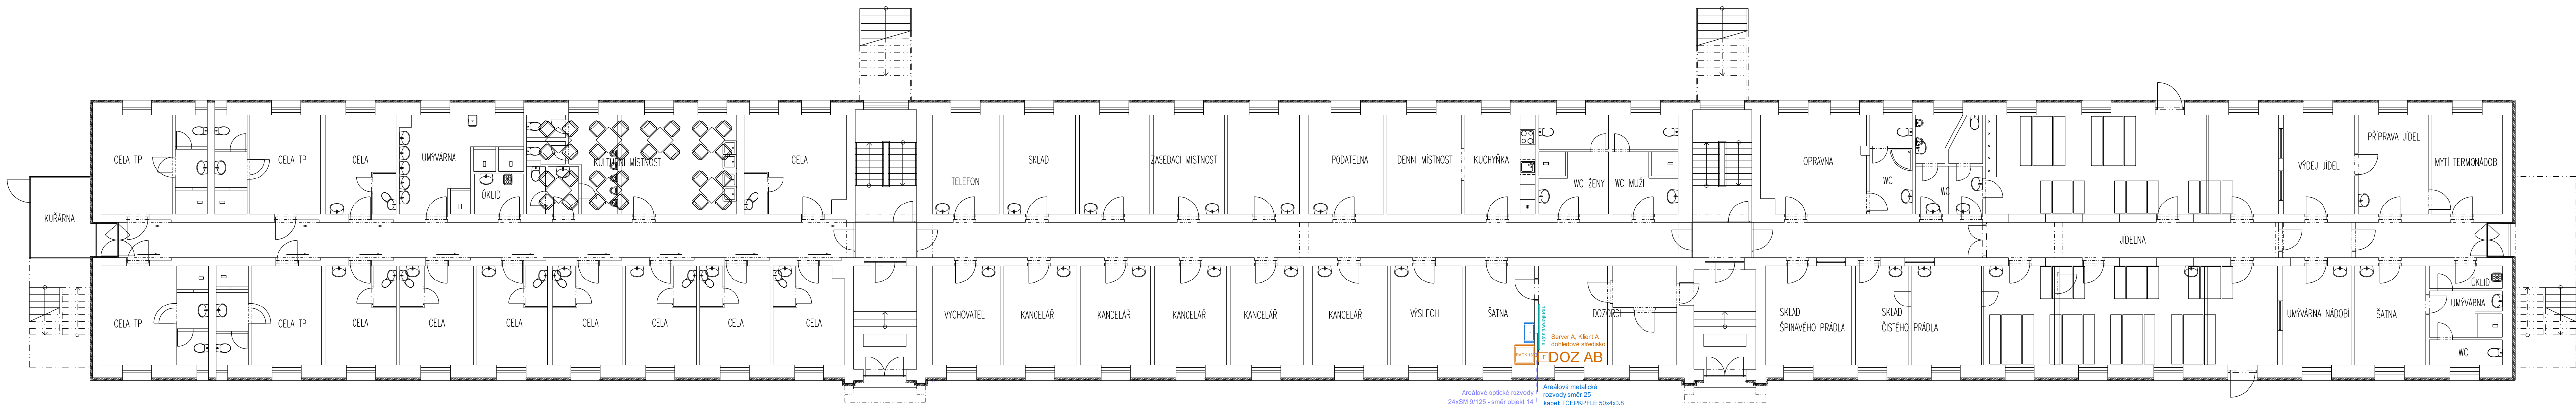 CELA TP
CELA TP
CELA
UMÝVÁRNA
ÚKLID
KULTURNÍ MÍSTNOST
CELA
TELEFON
SKLAD
ZASEDACÍ MÍSTNOST
PODATELNA
DENNÍ MÍSTNOST
KUCHYŇKA
WC ŽENY
WC MUŽI
OPRAVNA
WC
WC
VÝDEJ JÍDEL
PŘÍPRAVA JÍDEL
MYTÍ TERMONÁDOB
KUŘÁRNA
JÍDELNA
CELA TP
CELA TP
CELA
CELA
CELA
CELA
CELA
CELA
CELA
VYCHOVATEL
KANCELÁŘ
KANCELÁŘ
KANCELÁŘ
KANCELÁŘ
KANCELÁŘ
VÝSLECH
ŠATNA
DOZORCI
Server A, Klient A
dohledové středisko
DOZ AB
SKLAD
ŠPINAVÉHO PRÁDLA
SKLAD
ČISTÉHO PRÁDLA
UMÝVÁRNA NÁDOBÍ
ŠATNA
ÚKLID
UMÝVÁRNA
WC
Areálové optické rozvody
24xSM 9/125 - směr objekt 14
Areálové metalické
rozvody směr 25
kabel: TCEPKPFLE 50x4x0,8